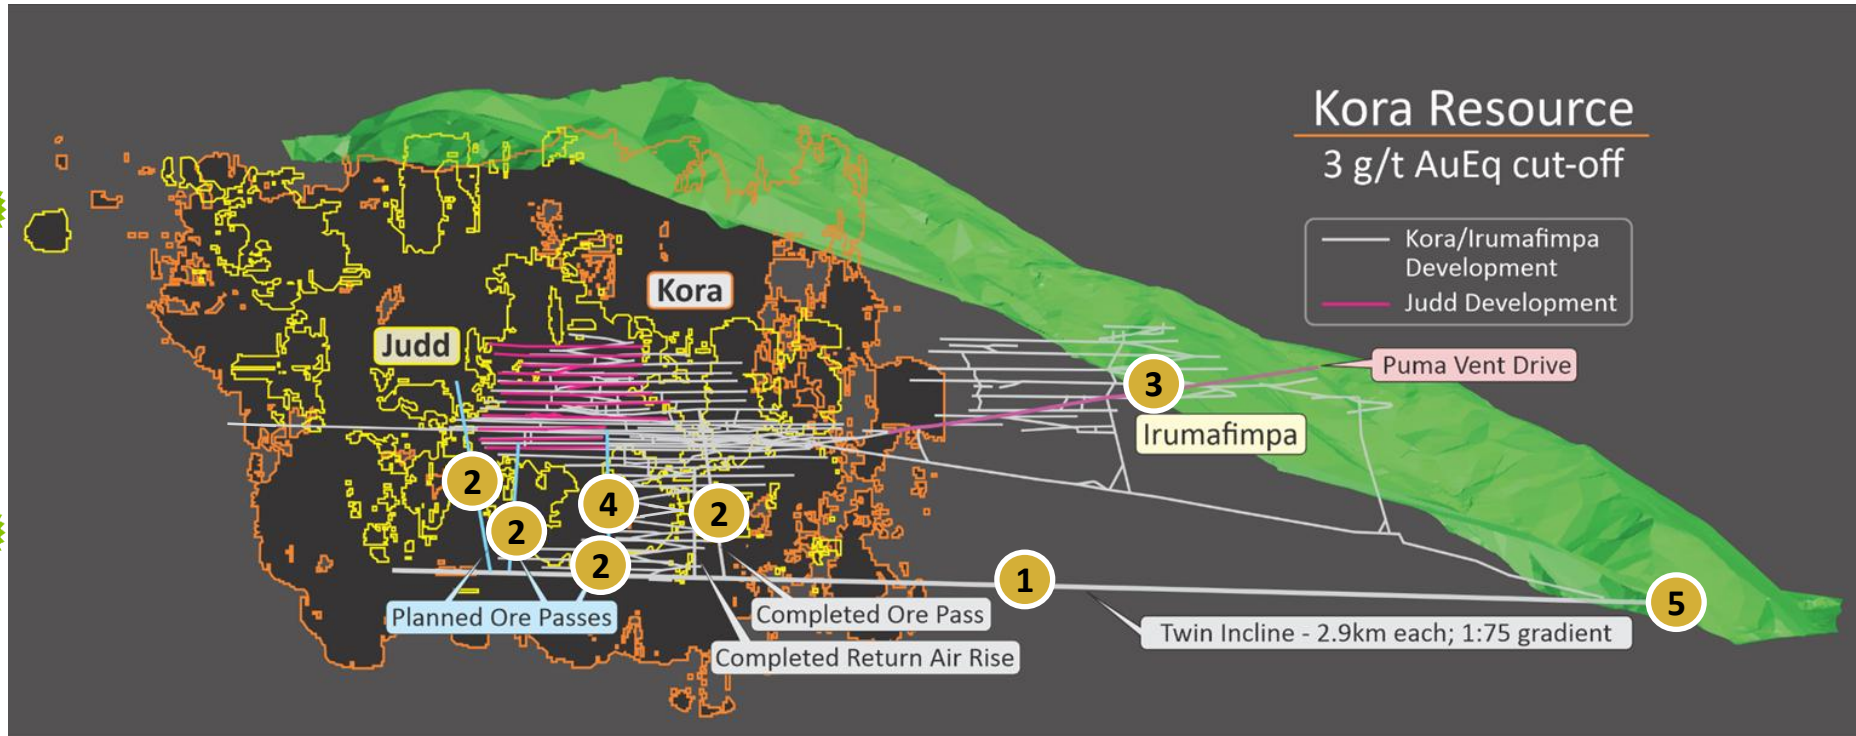 Kora Resource
3 g/t AuEq cut-off
Kora/Irumafimpa
Development
Judd Development
Kora
Judd
Puma Vent Drive
3
Irumafimpa
2
4
2
2
2
1
5
Planned Ore Passes
Completed Ore Pass
Twin Incline - 2.9km each; 1:75 gradient
Completed Return Air Rise